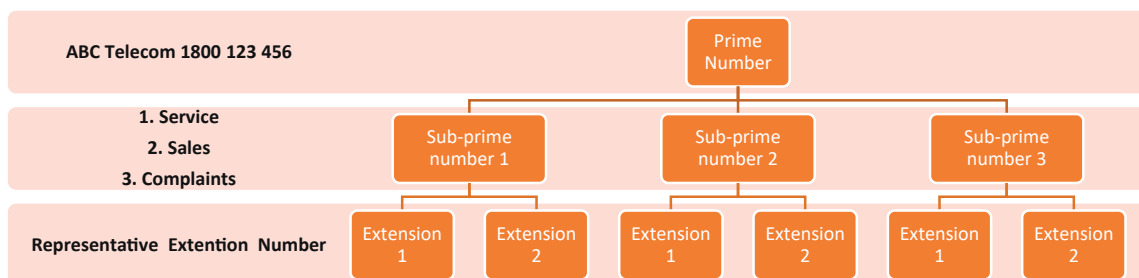 ABC Telecom 1800 123 456
Prime
Number
1. Service
2. Sales
3. Complaints
Sub-prime
number 1
Sub-prime
number 2
Sub-prime
number 3
Representative Extention Number
Extension
1
Extension
2
Extension
1
Extension
2
Extension
1
Extension
2